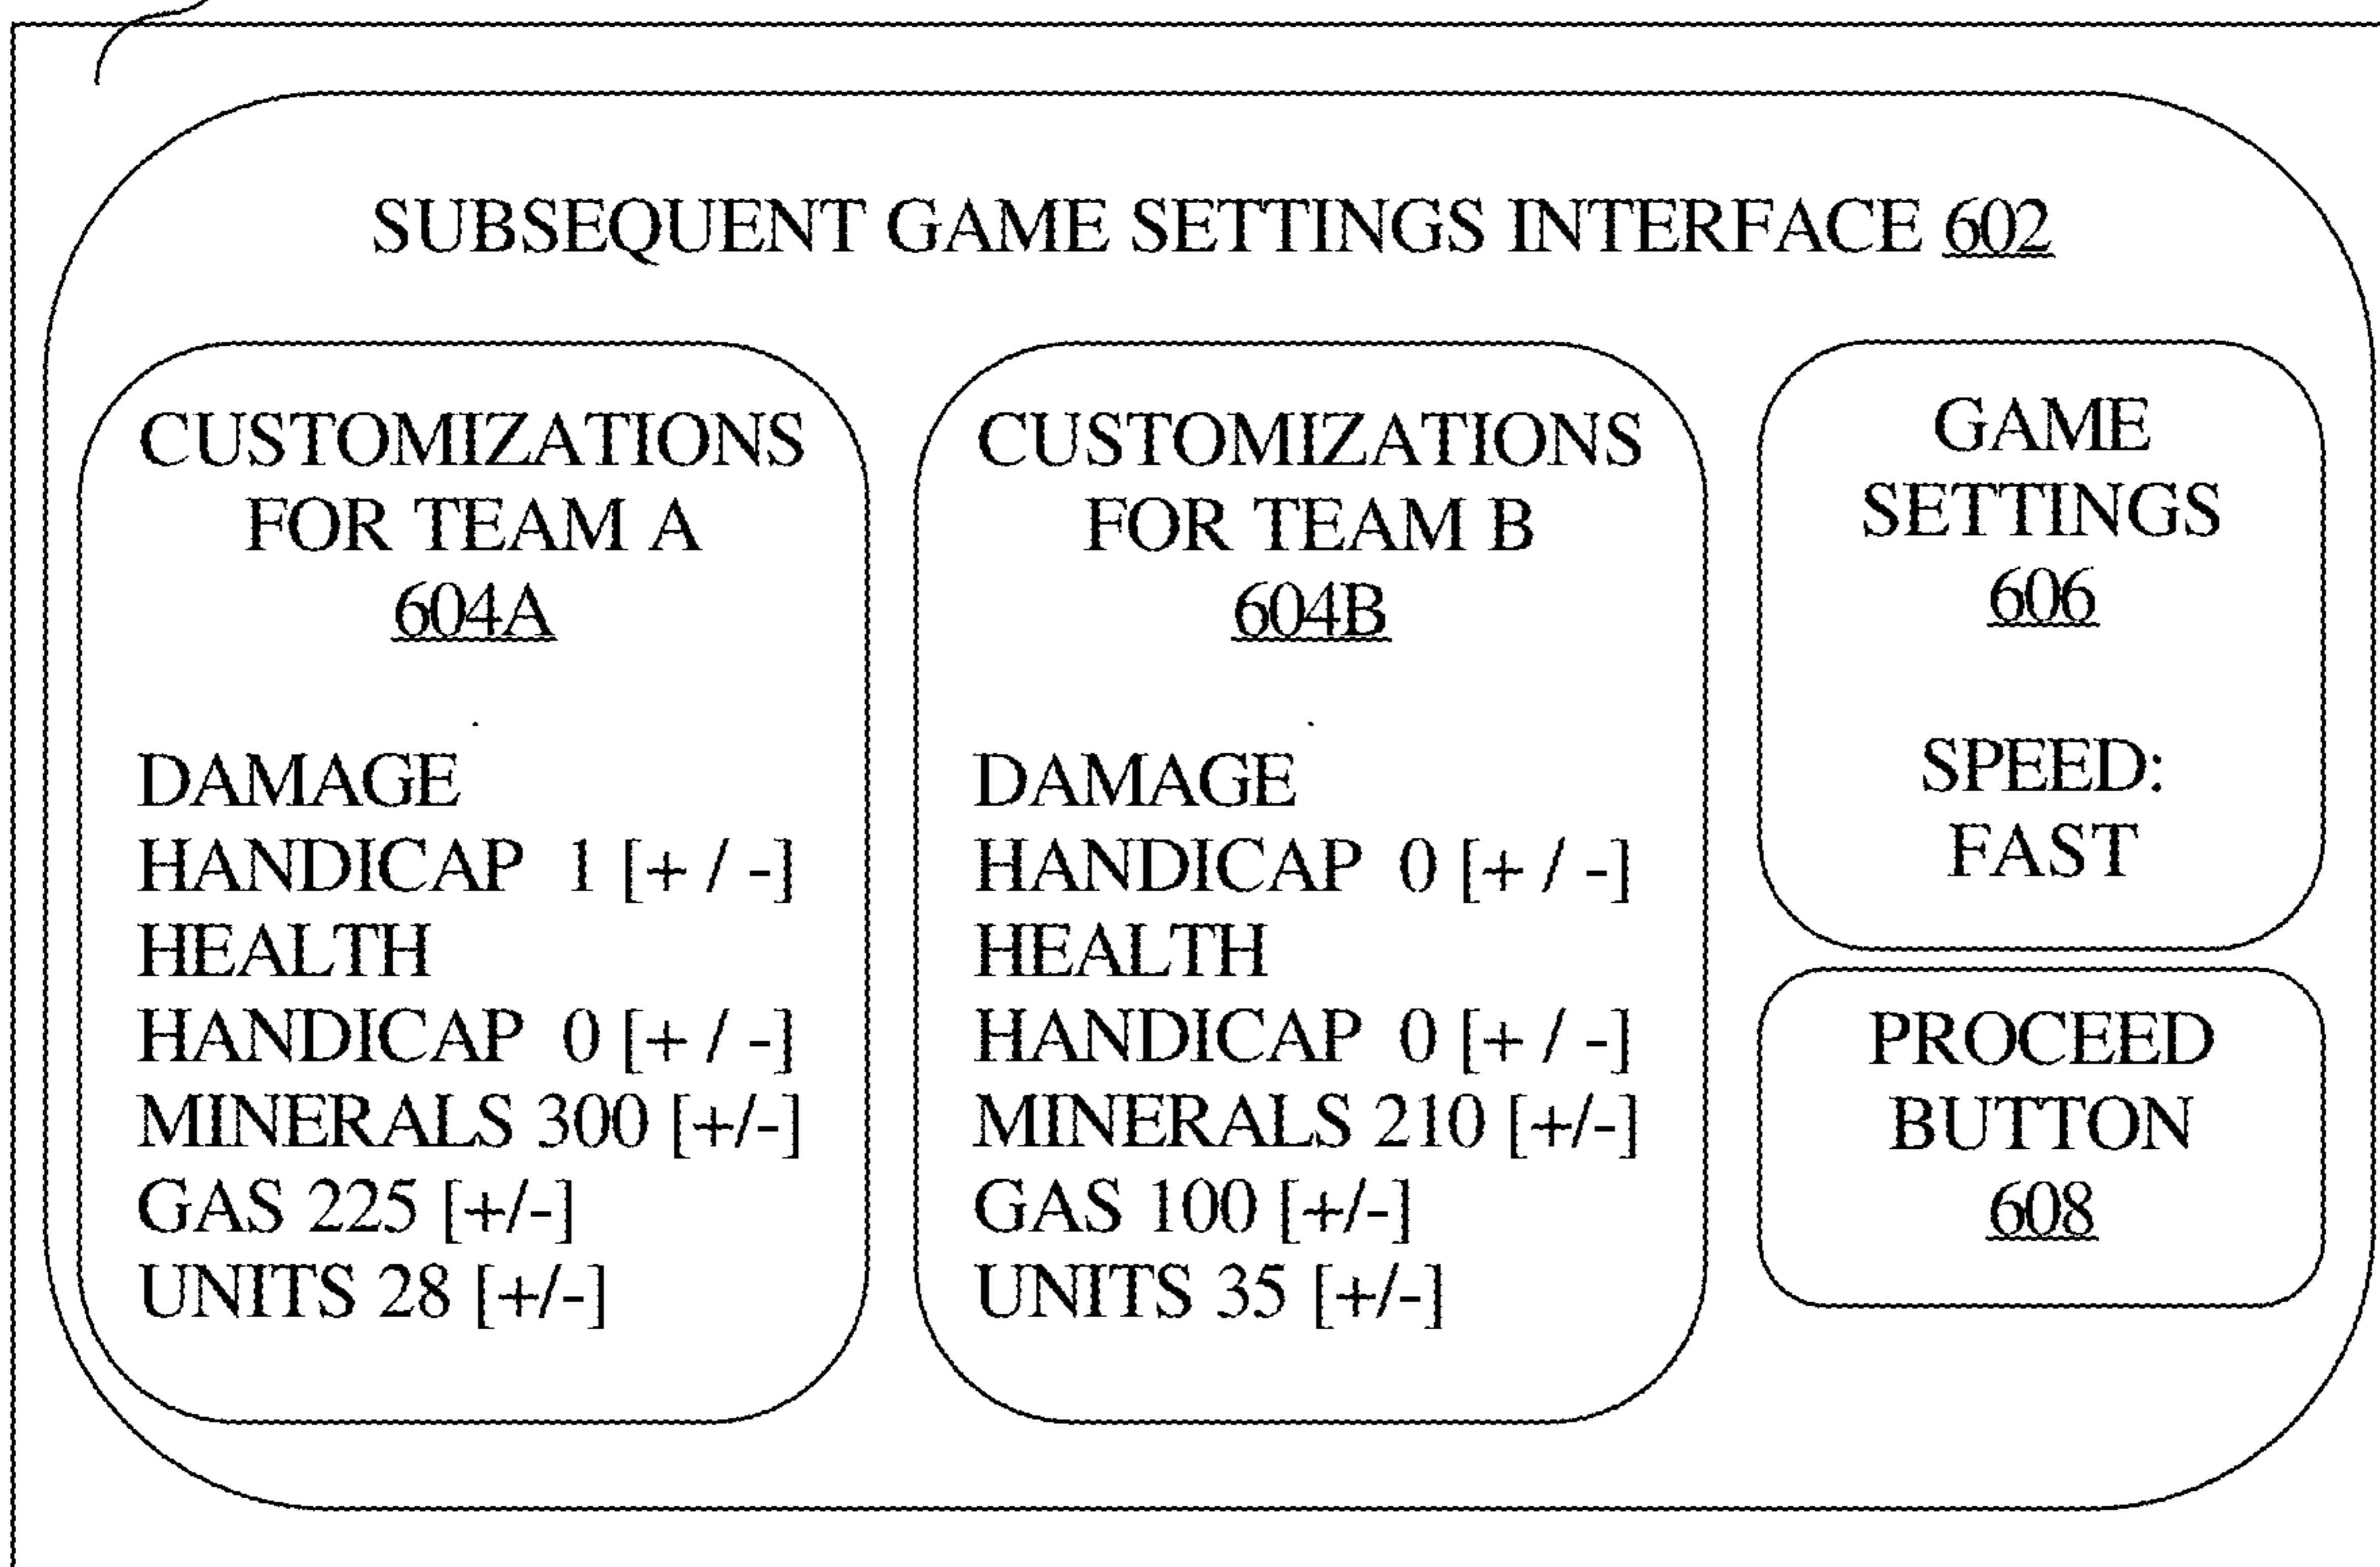 SUBSEQUENT GAME SETTINGS INTERFACE 602
CUSTOMIZATIONS
FOR TEAM A
604A
DAMAGE
HANDICAP 1 [+ / -]
HEALTH
HANDICAP 0 [+ / -]
MINERALS 300 [+/-]
GAS 225 [+/-]
UNITS 28 [+/-]
CUSTOMIZATIONS
FOR TEAM B
604B
DAMAGE
HANDICAP 0 [+ / -]
HEALTH
HANDICAP 0 [+ / -]
MINERALS 210 [+/-]
GAS 100 [+/-]
UNITS 35 [+/-]
GAME
SETTINGS
606
SPEED:
FAST
PROCEED
BUTTON
608